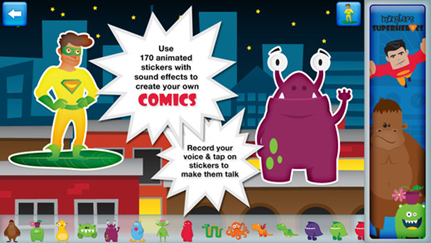 Use
170 animated
stickers with
sound effects to
create your own
COMICS
Record your
voice & tap on
stickers to
make them talk
SUPERHEROES